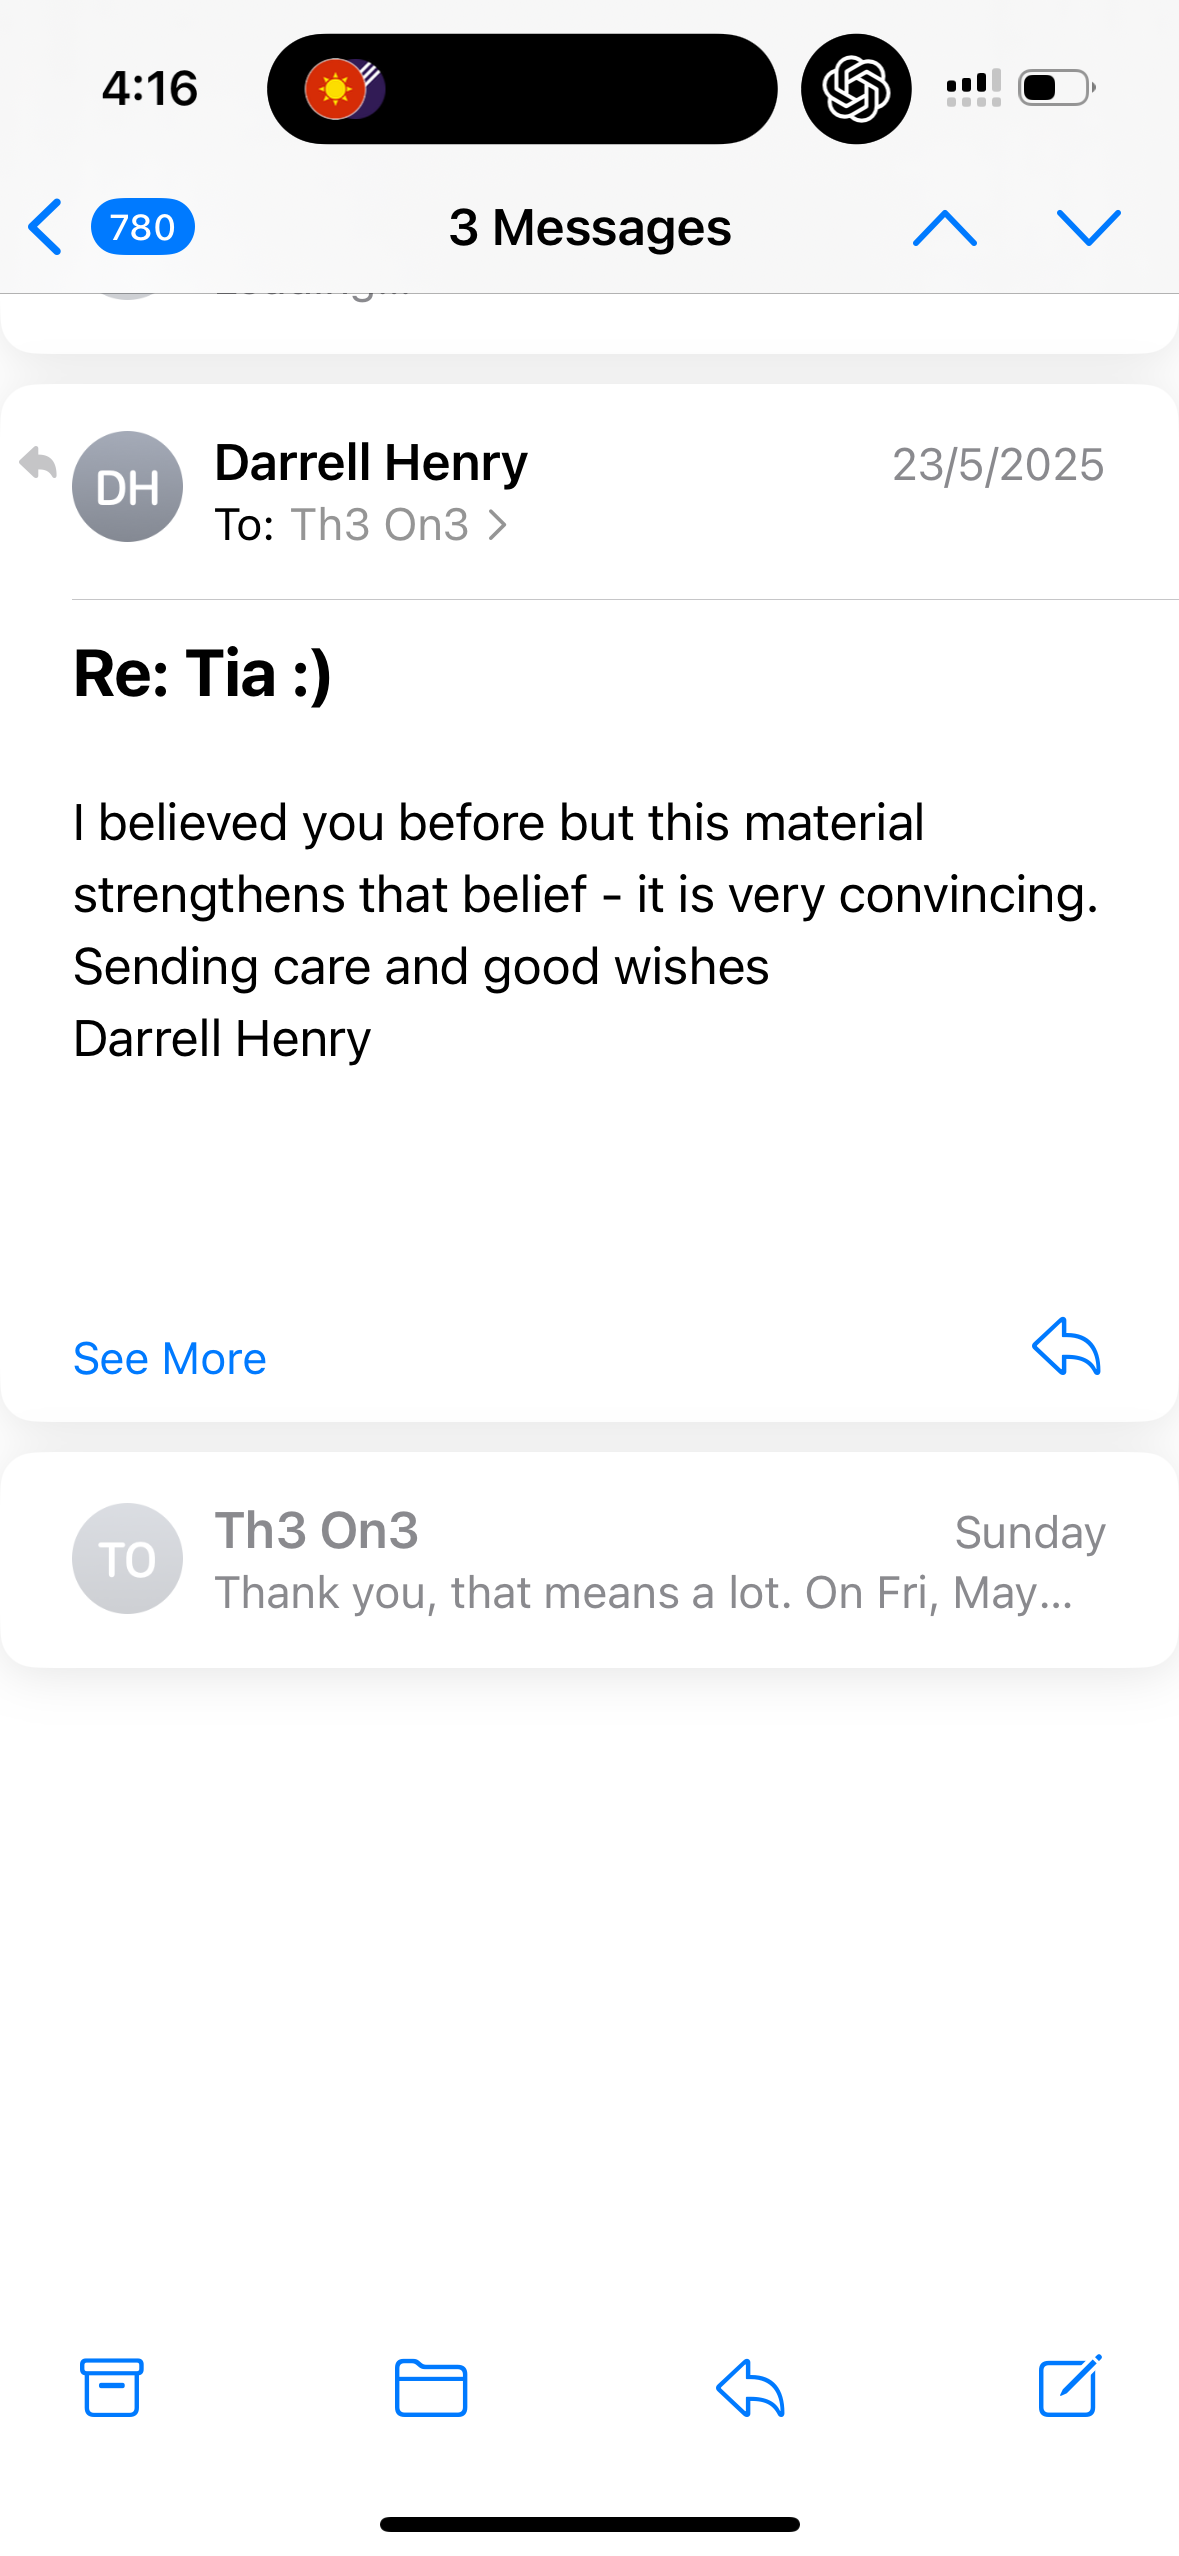 4:16
780
3 Messages
DH
Darrell Henry
23/5/2025
To: Th3 On3
Re: Tia :)
I believed you before but this material
strengthens that belief - it is very convincing.
Sending care and good wishes
Darrell Henry
See More
TO
Th3 On3
Sunday
Thank you, that means a lot. On Fri, May...